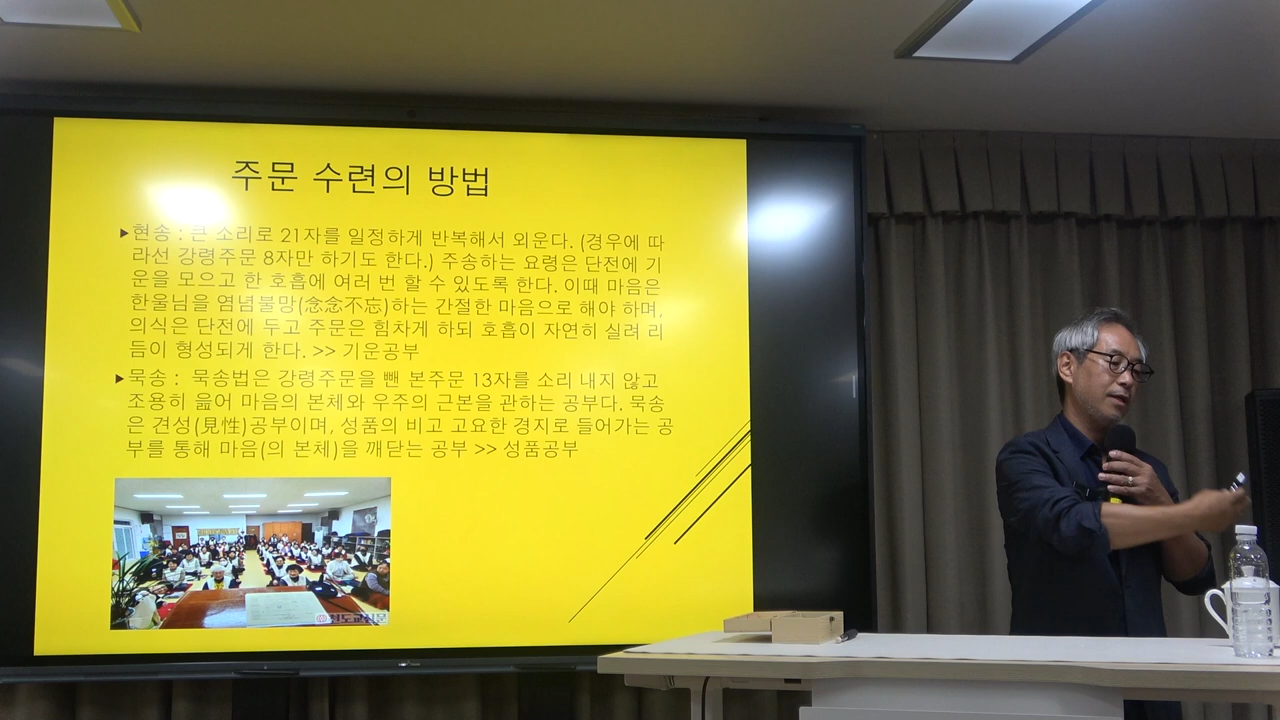 주문 수련의 방법
▶현송 : 큰 소리로 21자를 일정하게 반복해서 외운다. (경우에 따
라선 강령주문 8자만 하기도 한다.) 주송하는 요령은 단전에 기
운을 모으고 한 호흡에 여러 번 할 수 있도록 한다. 이때 마음은
한울님을 염념불망(念念不忘)하는 간절한 마음으로 해야 하며,
의식은 단전에 두고 주문은 힘차게 하되 호흡이 자연히 실려 리
듬이 형성되게 한다. >> 기운공부
▶묵송 : 묵송법은 강령주문을 뺀 본주문 13자를 소리 내지 않고
조용히 읊어 마음의 본체와 우주의 근본을 관하는 공부다. 묵송
은 견성(見性)공부이며, 성품의 비고 고요한 경지로 들어가는 공
부를 통해 마음(의 본체)을 깨닫는 공부 >> 성품공부
천도교신문